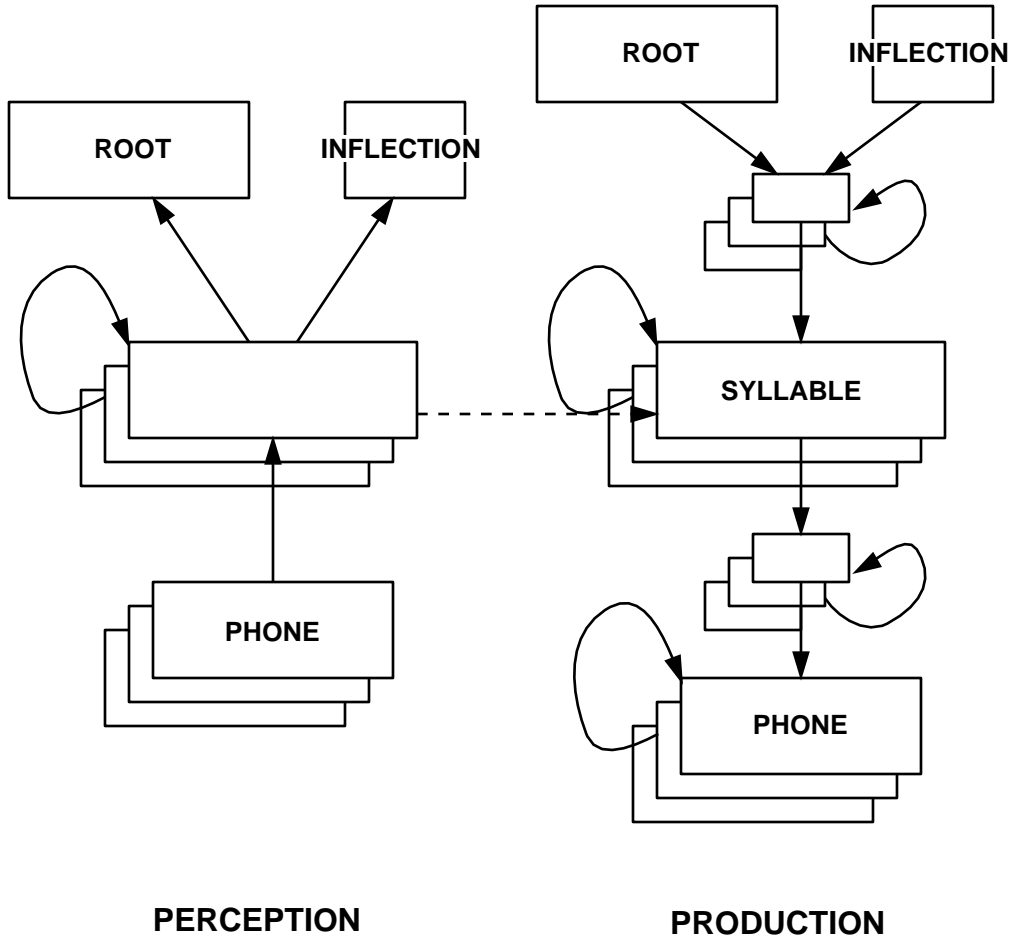 ROOT
INFLECTION
ROOT
INFLECTION
SYLLABLE
PHONE
PHONE
PERCEPTION
PRODUCTION